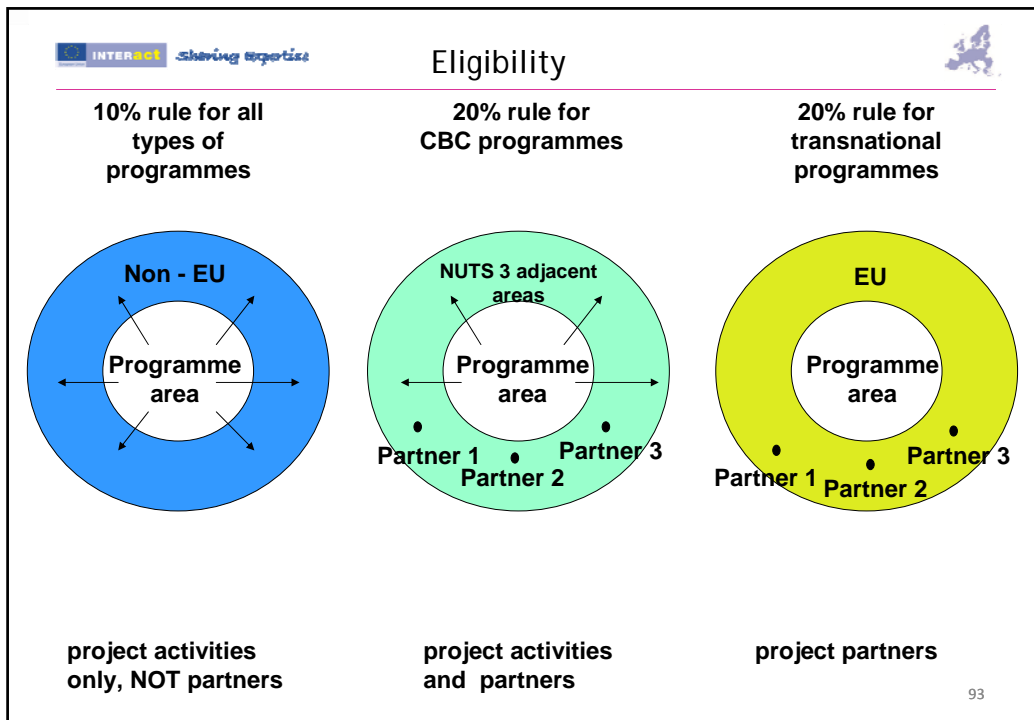 INTERact Sharing Expertise
Eligibility
10% rule for all
types of
programmes
20% rule for
CBC programmes
20% rule for
transnational
programmes
Non - EU
Programme
area
NUTS 3 adjacent
areas
Programme
area
Partner 1
Partner 2
Partner 3
EU
Programme
area
Partner 1
Partner 2
Partner 3
project activities
only, NOT partners
project activities
and partners
project partners
93